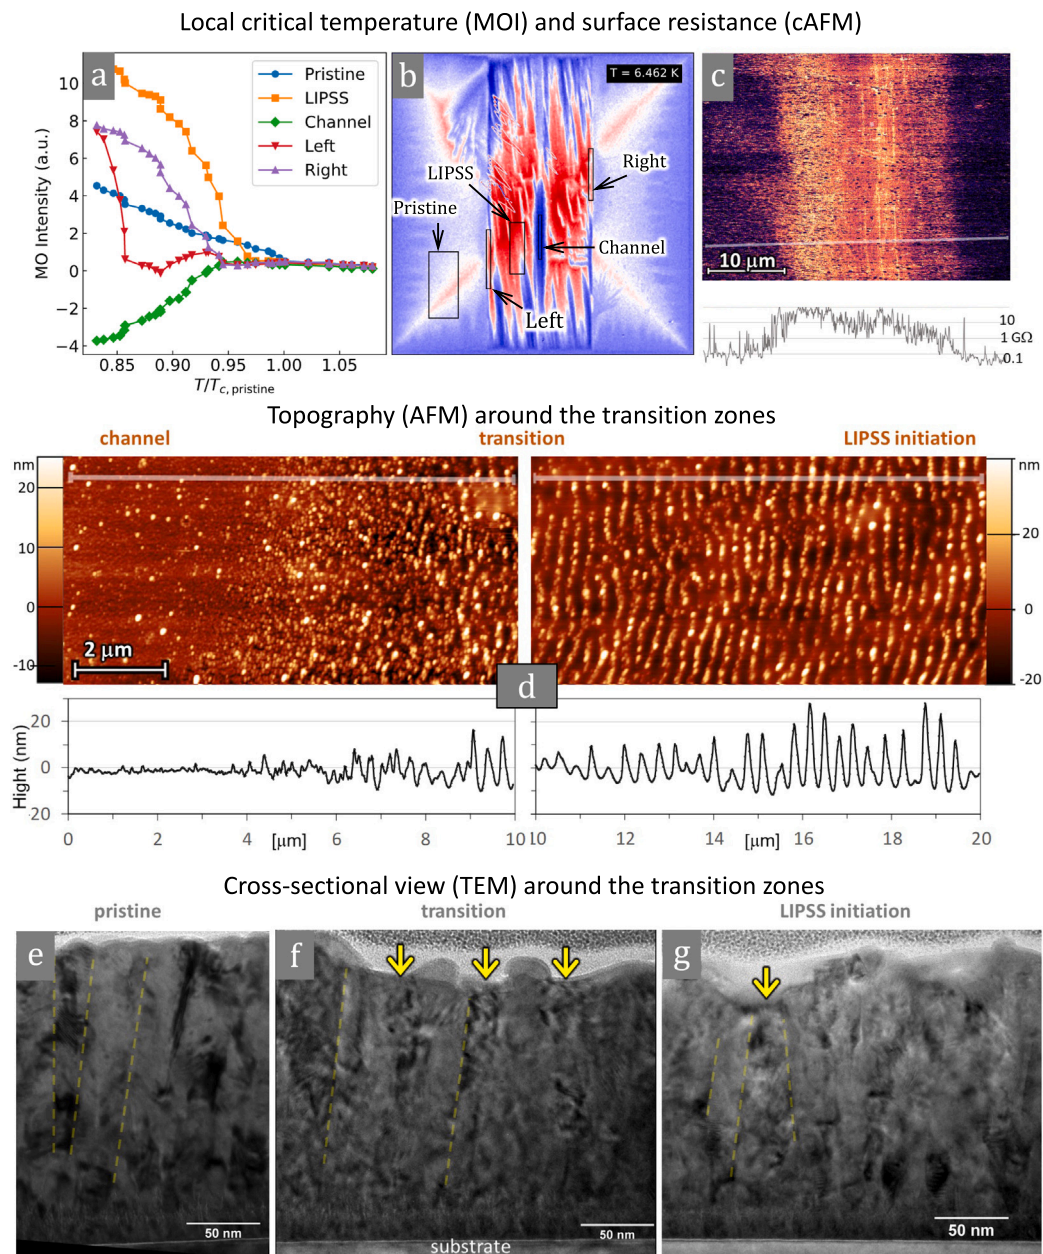 Local critical temperature (MOI) and surface resistance (cAFM)
a
MO Intensity (a.u.)
10
8
6
4
2
0
−2
−4
Pristine
LIPSS
Channel
Left
Right
0.85 0.90 0.95 1.00 1.05
T/Tc, pristine
b
T = 6.462 K
LIPSS
Right
Pristine
Channel
Left
c
10 μm
10
1 GΩ
0.1
Topography (AFM) around the transition zones
channel transition LIPSS initiation
nm
20
10
0
-10
2 μm
nm
20
0
-20
d
Hight (nm)
20
0
-20
0 2 4 [μm] 6 8 10
10 12 14 [μm] 16 18 20
Cross-sectional view (TEM) around the transition zones
pristine transition LIPSS initiation
e
50 nm
f
50 nm
substrate
g
50 nm